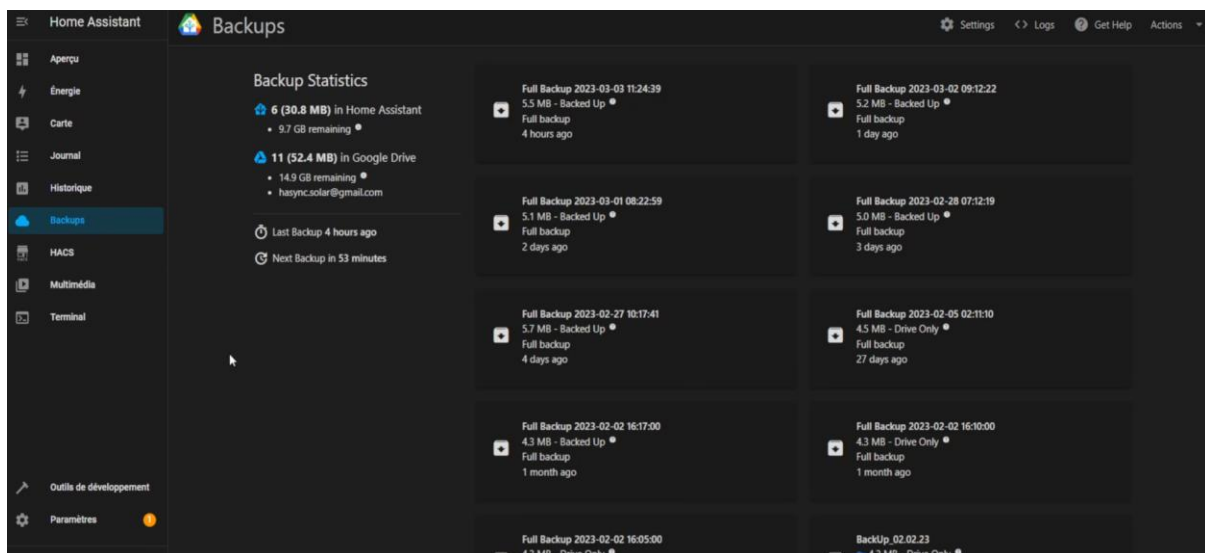 Home Assistant
Aperçu
Énergie
Carte
Journal
Historique
Backups
HACS
Multimédia
Terminal
Outils de développement
Paramètres
1
Backups
Settings
<> Logs
? Get Help
Actions
Backup Statistics
6 (30.8 MB) in Home Assistant
• 9.7 GB remaining
11 (52.4 MB) in Google Drive
• 14.9 GB remaining
• hasync.solar@gmail.com
Last Backup 4 hours ago
Next Backup in 53 minutes
Full Backup 2023-03-03 11:24:39
5.5 MB - Backed Up
Full backup
4 hours ago
Full Backup 2023-03-02 09:12:22
5.2 MB - Backed Up
Full backup
1 day ago
Full Backup 2023-03-01 08:22:59
5.1 MB - Backed Up
Full backup
2 days ago
Full Backup 2023-02-28 07:12:19
5.0 MB - Backed Up
Full backup
3 days ago
Full Backup 2023-02-27 10:17:41
5.7 MB - Backed Up
Full backup
4 days ago
Full Backup 2023-02-05 02:11:10
4.5 MB - Drive Only
Full backup
27 days ago
Full Backup 2023-02-02 16:17:00
4.3 MB - Backed Up
Full backup
1 month ago
Full Backup 2023-02-02 16:10:00
4.3 MB - Drive Only
Full backup
1 month ago
Full Backup 2023-02-02 16:05:00
4.3 MB - Drive Only
BackUp_02.02.23
4.3 MB - Drive Only